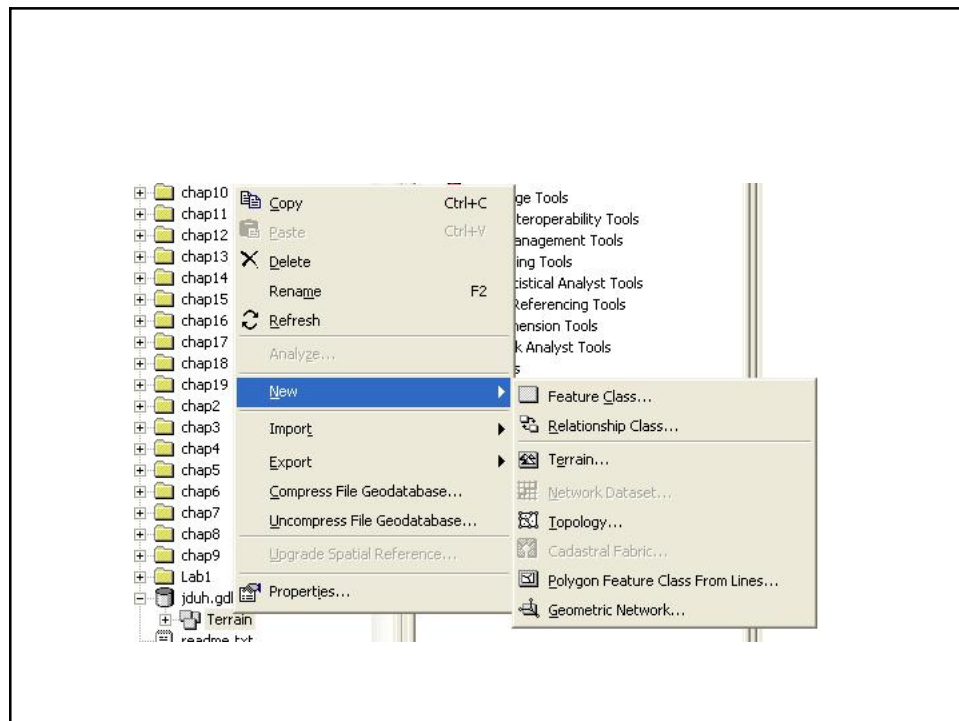 chap10
chap11
chap12
chap13
chap14
chap15
chap16
chap17
chap18
chap19
chap2
chap3
chap4
chap5
chap6
chap7
chap8
chap9
Lab1
jduh.gdl
Terrain
readme.txt
Copy Ctrl+C
Paste Ctrl+V
Delete
Rename F2
Refresh
Analyze...
New
Import
Export
Compress File Geodatabase...
Uncompress File Geodatabase...
Upgrade Spatial Reference...
Properties...
ge Tools
teroperability Tools
anagement Tools
ing Tools
tistical Analyst Tools
Referencing Tools
ension Tools
k Analyst Tools
s
Feature Class...
Relationship Class...
Terrain...
Network Dataset...
Topology...
Cadastral Fabric...
Polygon Feature Class From Lines...
Geometric Network...